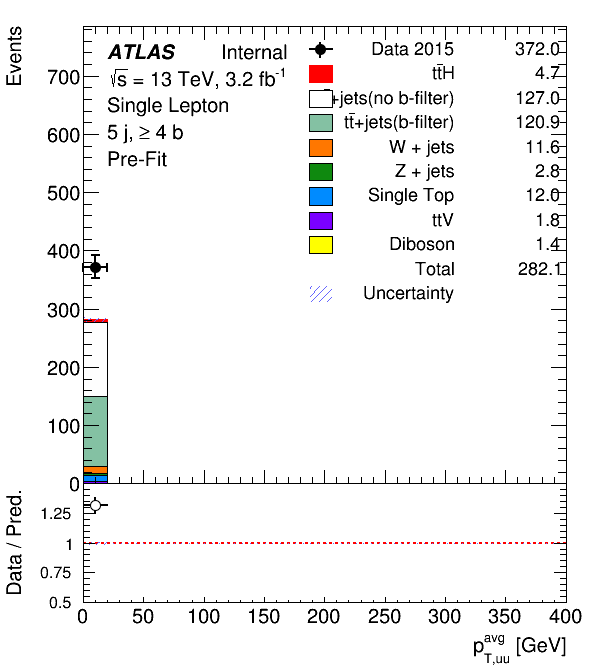 Events
ATLAS Internal
√s = 13 TeV, 3.2 fb⁻¹
Single Lepton
5 j, ≥ 4 b
Pre-Fit
Data 2015 372.0
tt̄H 4.7
+jets(no b-filter) 127.0
tt̄+jets(b-filter) 120.9
W + jets 11.6
Z + jets 2.8
Single Top 12.0
ttV 1.8
Diboson 1.4
Total 282.1
Uncertainty
700
600
500
400
300
200
100
0
Data / Pred.
1.25
1
0.75
0.5
0 50 100 150 200 250 300 350 400
p_{T,uu}^{avg} [GeV]